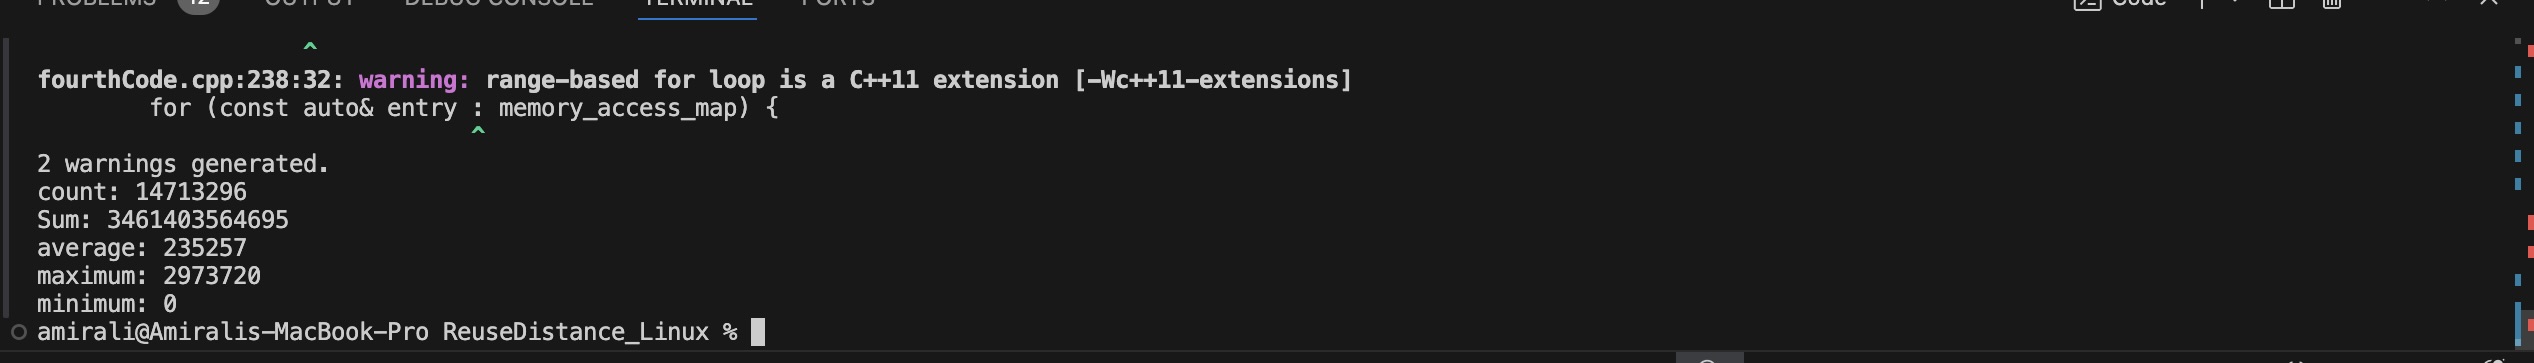 PROBLEMS 12 OUTPUT DEBUG CONSOLE TERMINAL PORTS Code
^
fourthCode.cpp:238:32: warning: range-based for loop is a C++11 extension [-Wc++11-extensions]
for (const auto& entry : memory_access_map) {
^
2 warnings generated.
count: 14713296
Sum: 3461403564695
average: 235257
maximum: 2973720
minimum: 0
amirali@Amiralis-MacBook-Pro ReuseDistance_Linux %